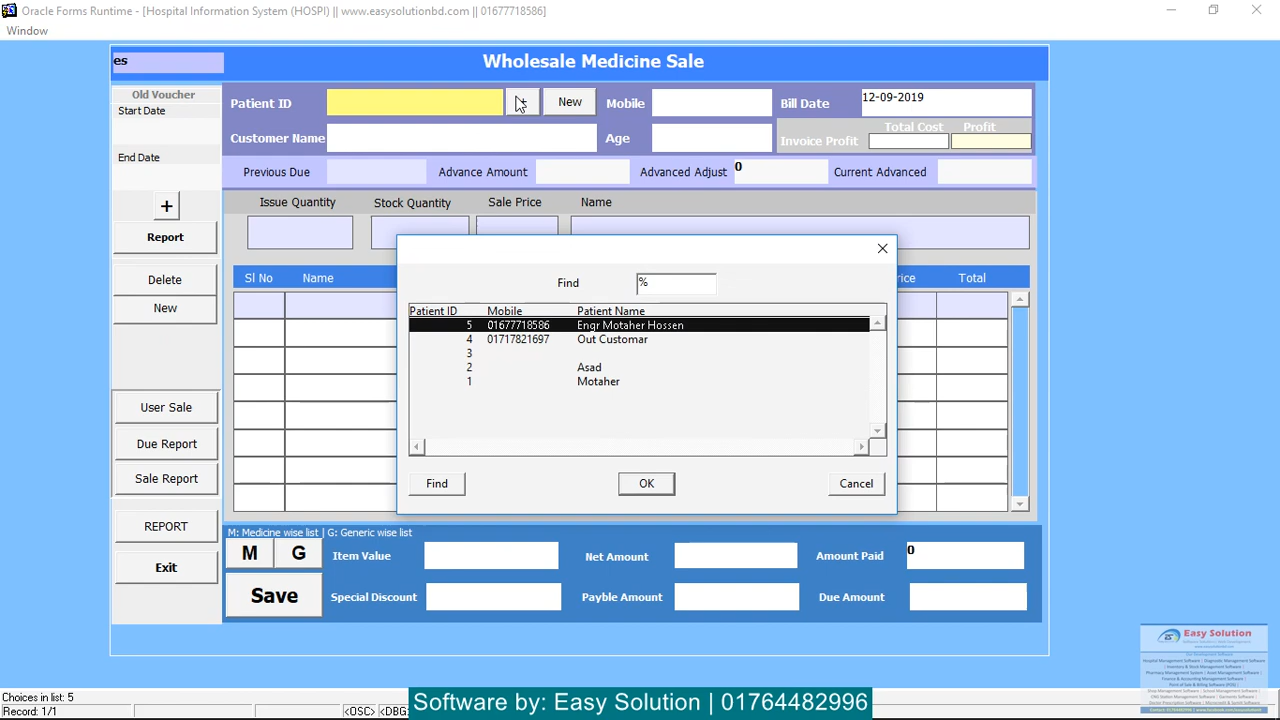 Oracle Forms Runtime - [Hospital Information System (HOSPI) || www.easysolutionbd.com || 01677718586]
Window
es
Wholesale Medicine Sale
Old Voucher
Start Date
End Date
+
Report
Delete
New
User Sale
Due Report
Sale Report
REPORT
Exit
Patient ID
New
Mobile
Bill Date
12-09-2019
Customer Name
Age
Invoice Profit
Total Cost
Profit
Previous Due
Advance Amount
Advanced Adjust
0
Current Advanced
Issue Quantity
Stock Quantity
Sale Price
Name
Sl No
Name
Total
Find
%
Patient ID Mobile Patient Name
5 01677718586 Engr Motaher Hossen
4 01717821697 Out Customar
3
2 Asad
1 Motaher
Find
OK
Cancel
M: Medicine wise list | G: Generic wise list
M
G
Item Value
Net Amount
Amount Paid
0
Save
Special Discount
Payble Amount
Due Amount
Easy Solution
Choices in list: 5
Record: 1/1